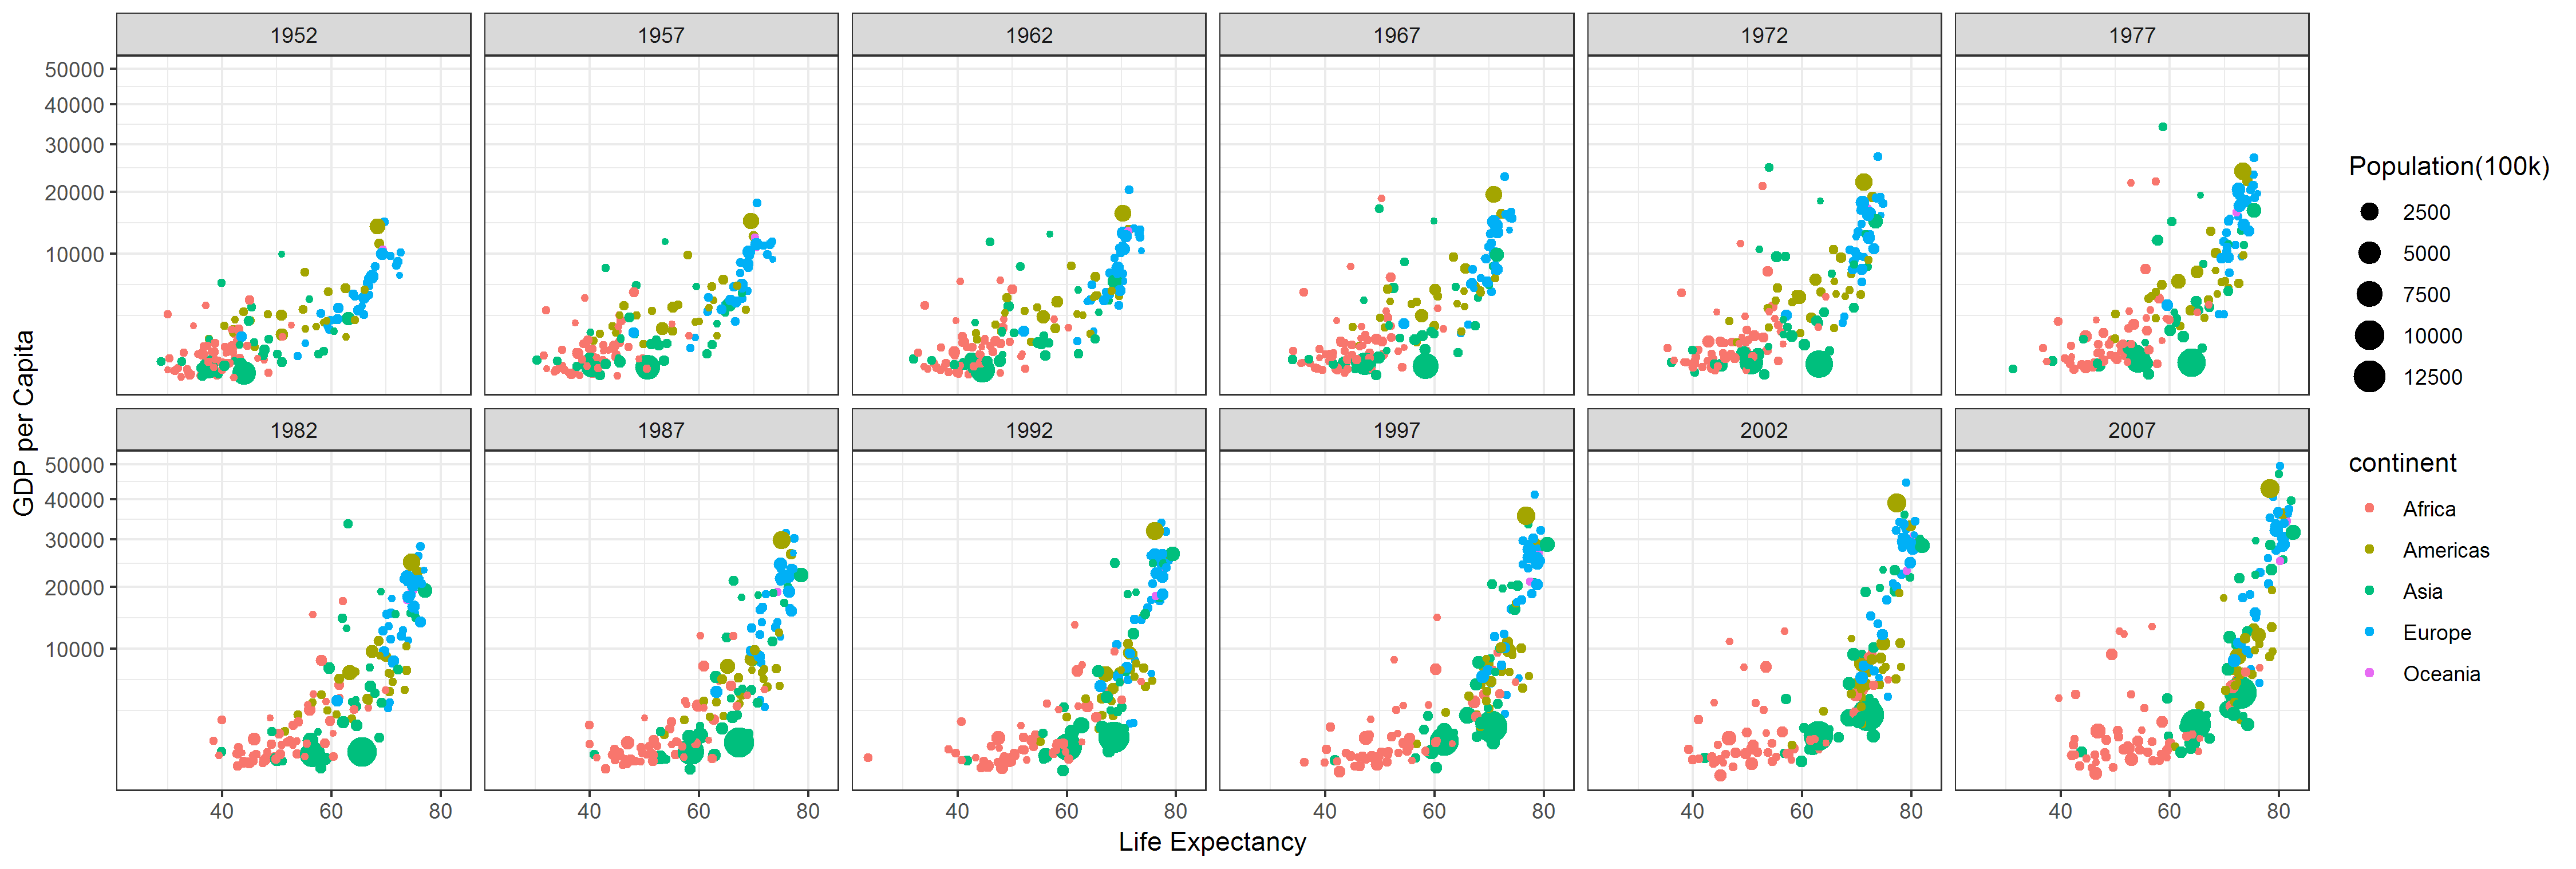 1952 1957 1962 1967 1972 1977
50000
40000
30000
20000
10000
1982 1987 1992 1997 2002 2007
50000
40000
30000
20000
10000
40 60 80 40 60 80 40 60 80 40 60 80 40 60 80 40 60 80
Life Expectancy
GDP per Capita
Population(100k)
2500
5000
7500
10000
12500
continent
Africa
Americas
Asia
Europe
Oceania